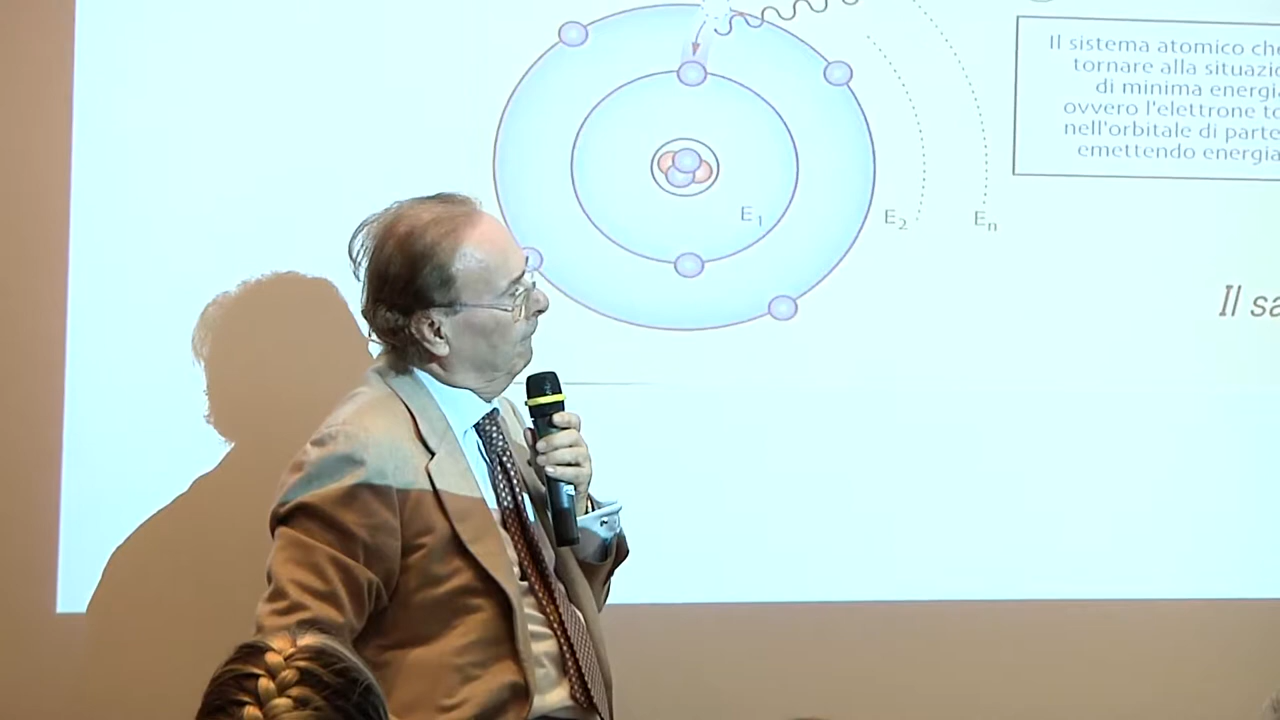 Il sistema atomico che
tornare alla situazio
di minima energia
ovvero l'elettrone to
nell'orbitale di parte
emettendo energia
E1
E2
En
Il sa